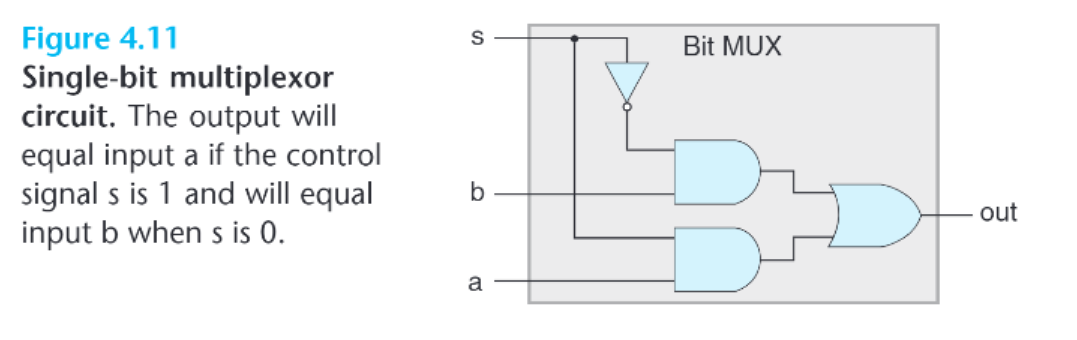 Figure 4.11
Single-bit multiplexor
circuit. The output will
equal input a if the control
signal s is 1 and will equal
input b when s is 0.
s
Bit MUX
b
out
a